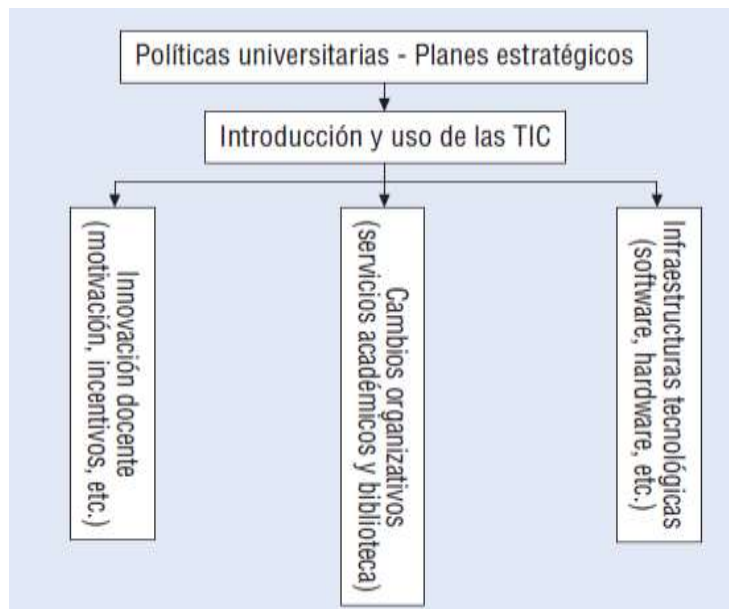 Políticas universitarias - Planes estratégicos
Introducción y uso de las TIC
Innovación docente
(motivación, incentivos, etc.)
Cambios organizativos
(servicios académicos y biblioteca)
Infraestructuras tecnológicas
(software, hardware, etc.)